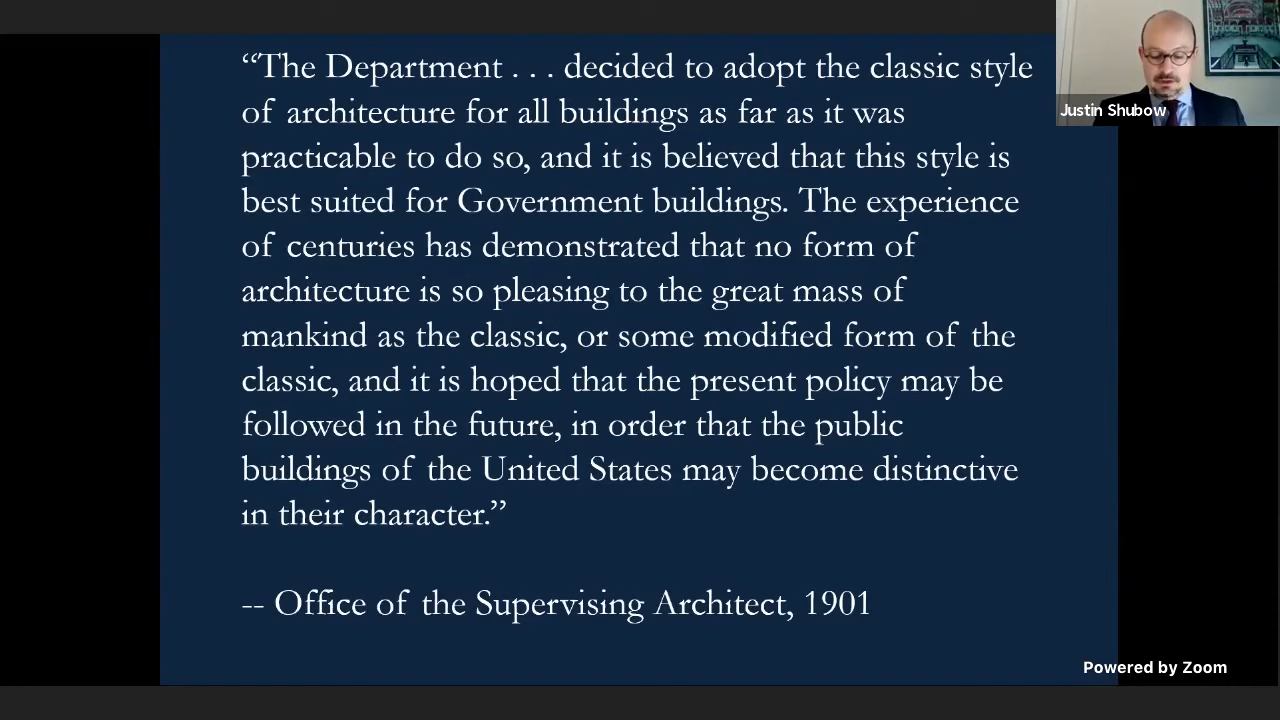 “The Department . . . decided to adopt the classic style
of architecture for all buildings as far as it was
practicable to do so, and it is believed that this style is
best suited for Government buildings. The experience
of centuries has demonstrated that no form of
architecture is so pleasing to the great mass of
mankind as the classic, or some modified form of the
classic, and it is hoped that the present policy may be
followed in the future, in order that the public
buildings of the United States may become distinctive
in their character.”
-- Office of the Supervising Architect, 1901
Justin Shubow
Powered by Zoom